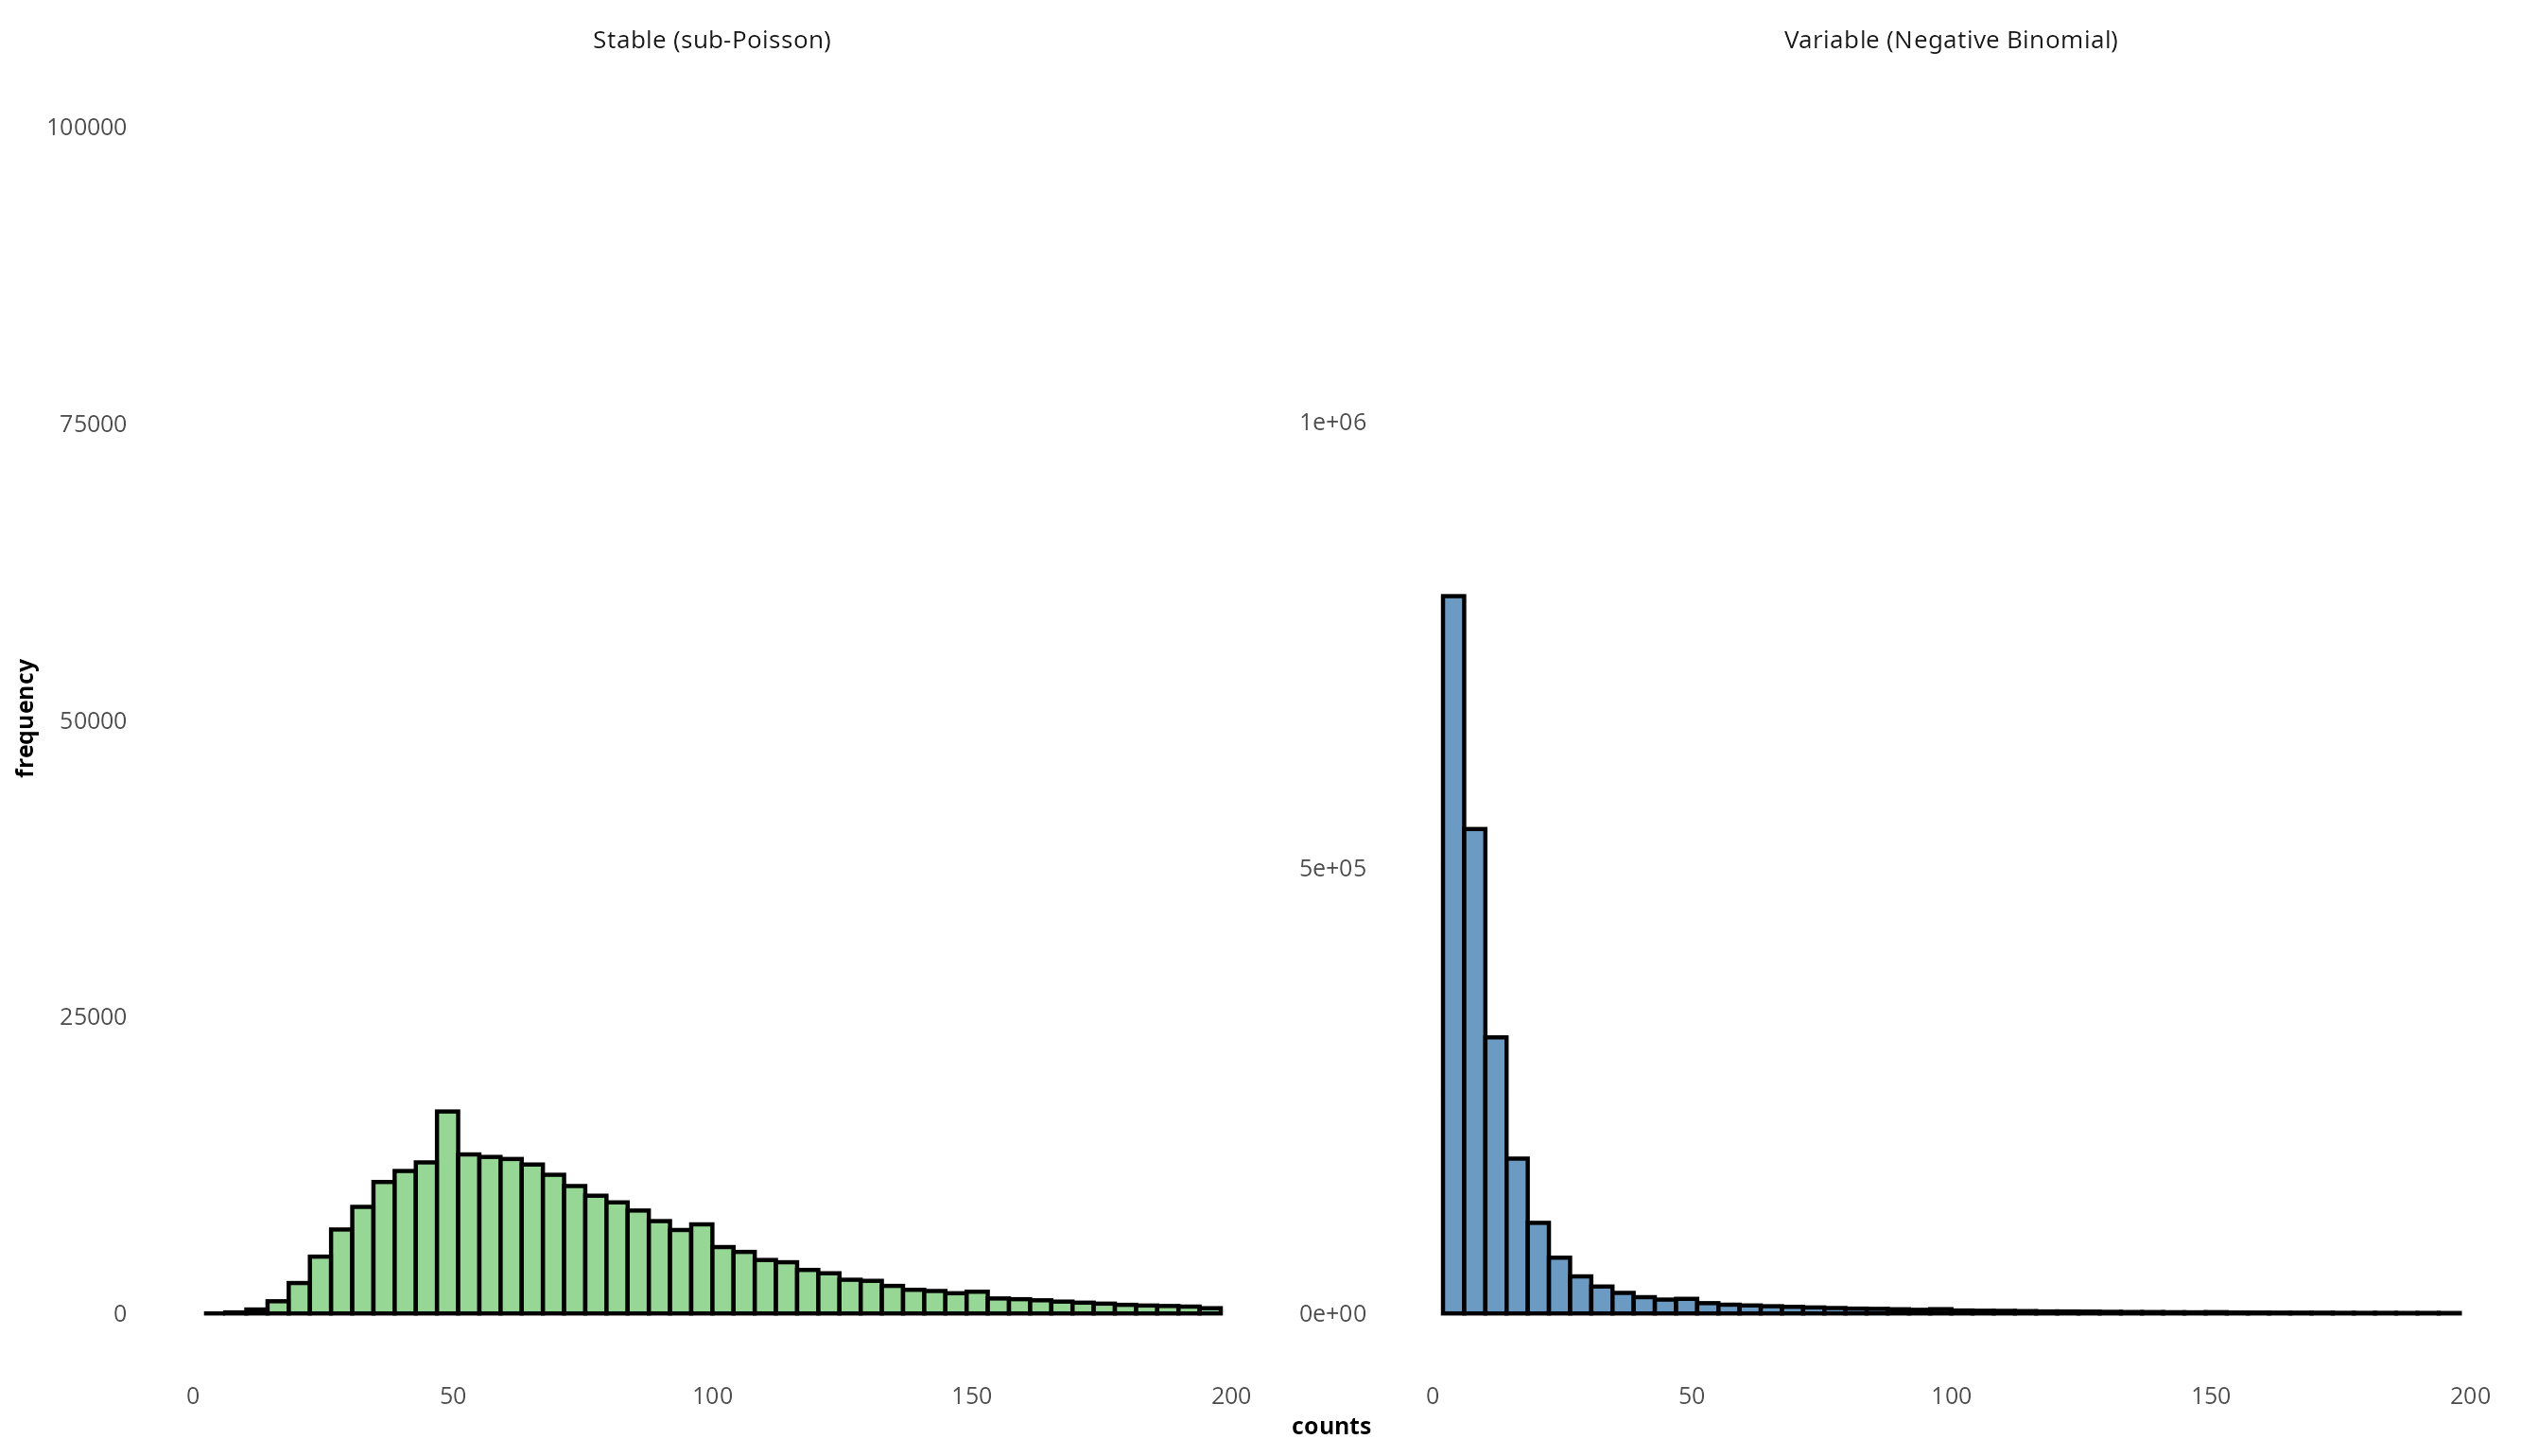 Stable (sub-Poisson)
Variable (Negative Binomial)
100000
75000
50000
25000
0
1e+06
5e+05
0e+00
frequency
0 50 100 150 200
0 50 100 150 200
counts